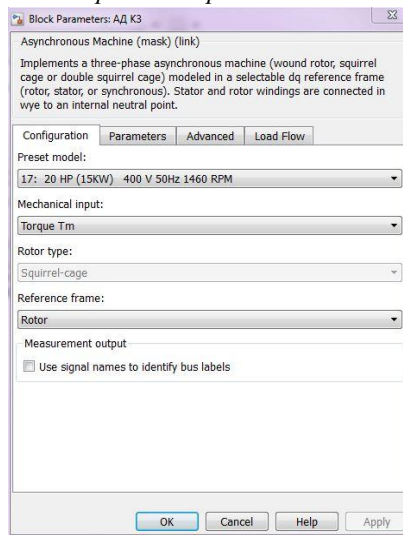 Block Parameters: АД КЗ
Asynchronous Machine (mask) (link)
Implements a three-phase asynchronous machine (wound rotor, squirrel
cage or double squirrel cage) modeled in a selectable dq reference frame
(rotor, stator, or synchronous). Stator and rotor windings are connected in
wye to an internal neutral point.
Configuration Parameters Advanced Load Flow
Preset model:
17: 20 HP (15KW) 400 V 50Hz 1460 RPM
Mechanical input:
Torque Tm
Rotor type:
Squirrel-cage
Reference frame:
Rotor
Measurement output
Use signal names to identify bus labels
OK Cancel Help Apply